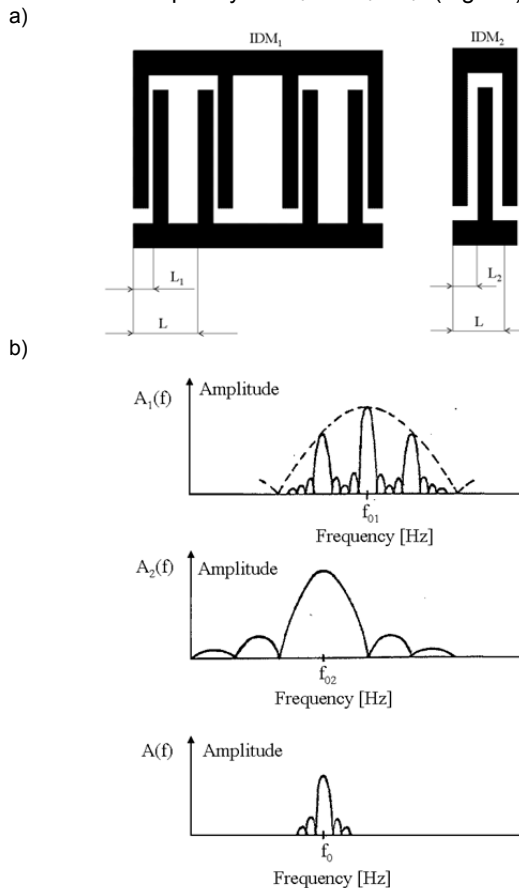 a)
IDM₁
IDM₂
L₁
L₂
L
L
b)
A₁(f)
Amplitude
f₀₁
Frequency [Hz]
A₂(f)
Amplitude
f₀₂
Frequency [Hz]
A(f)
Amplitude
f₀
Frequency [Hz]